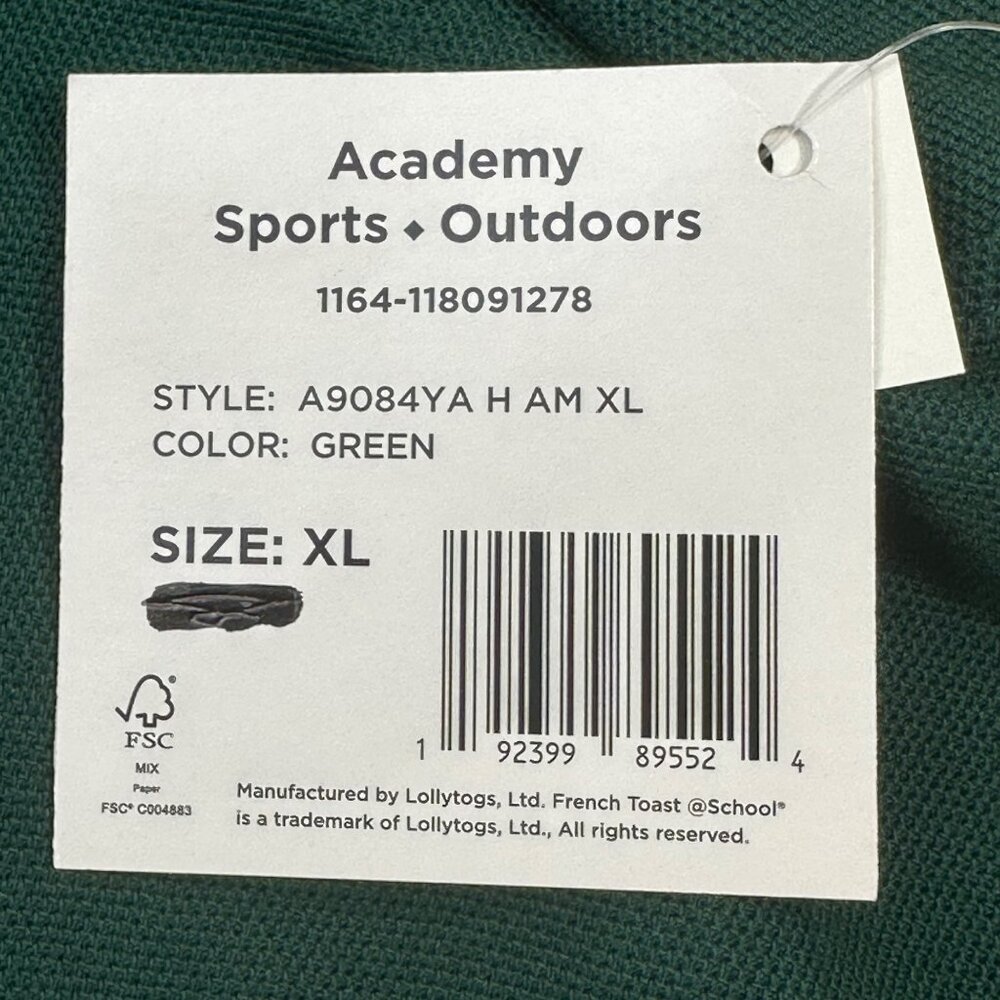 Academy
Sports ◆ Outdoors
1164-118091278
STYLE: A9084YA H AM XL
COLOR: GREEN
SIZE: XL
1 92399 89552 4
FSC®
MIX
Paper
FSC® C004883
Manufactured by Lollytogs, Ltd. French Toast @School®
is a trademark of Lollytogs, Ltd., All rights reserved.